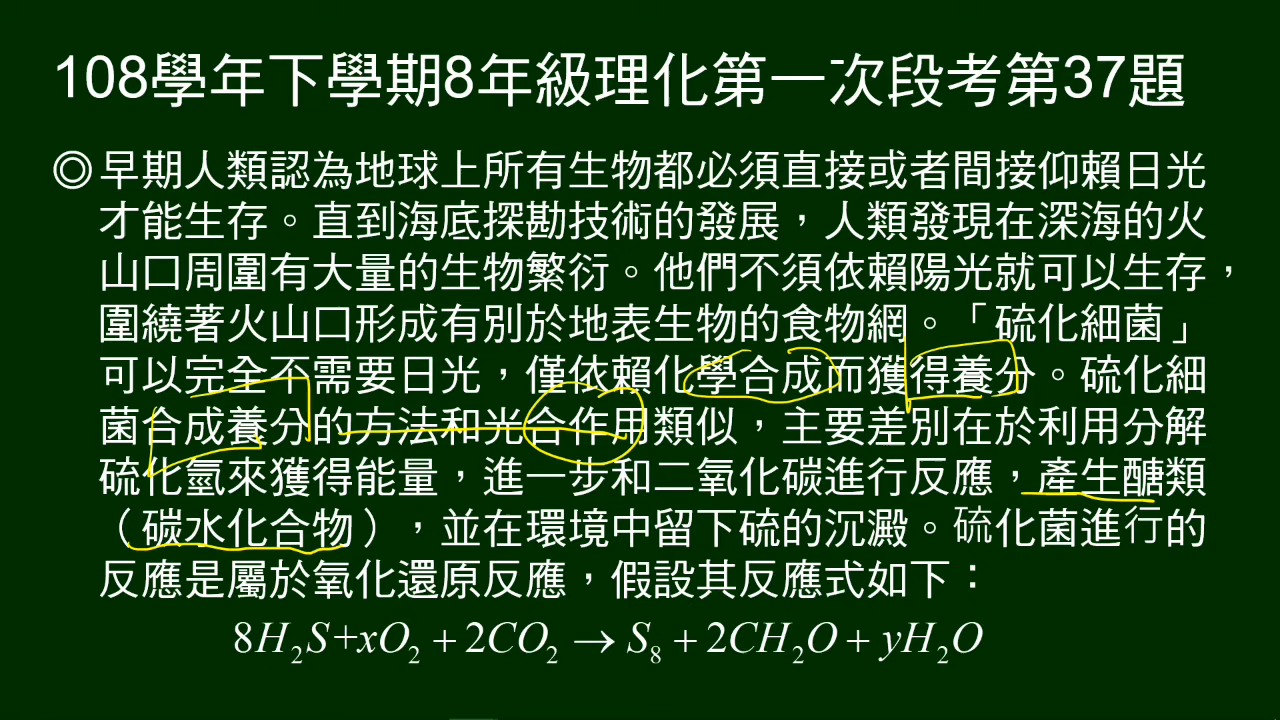 108學年下學期8年級理化第一次段考第37題
◎早期人類認為地球上所有生物都必須直接或者間接仰賴日光
才能生存。直到海底探勘技術的發展，人類發現在深海的火
山口周圍有大量的生物繁衍。他們不須依賴陽光就可以生存，
圍繞著火山口形成有別於地表生物的食物網。「硫化細菌」
可以完全不需要日光，僅依賴化學合成而獲得養分。硫化細
菌合成養分的方法和光合作用類似，主要差別在於利用分解
硫化氫來獲得能量，進一步和二氧化碳進行反應，產生醣類
（碳水化合物），並在環境中留下硫的沉澱。硫化菌進行的
反應是屬於氧化還原反應，假設其反應式如下：
8H₂S+xO₂+2CO₂→S₈+2CH₂O+yH₂O